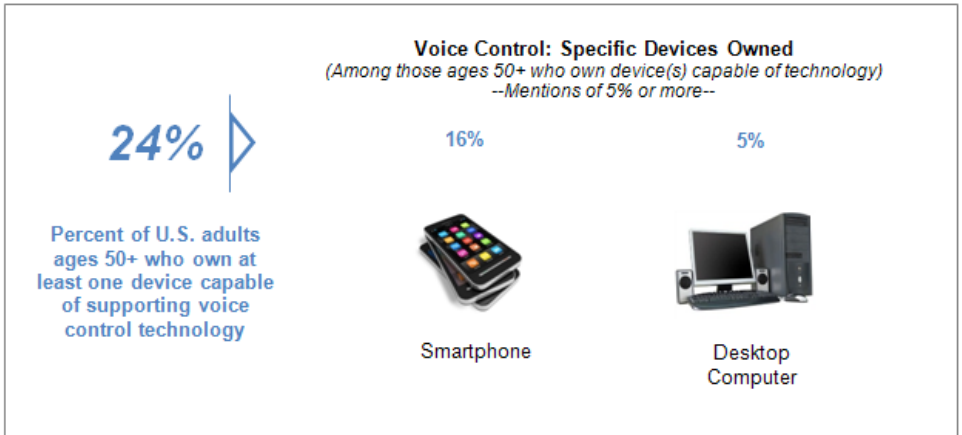 Voice Control: Specific Devices Owned
(Among those ages 50+ who own device(s) capable of technology)
--Mentions of 5% or more--
24%
16%
5%
Percent of U.S. adults
ages 50+ who own at
least one device capable
of supporting voice
control technology
Smartphone
Desktop
Computer